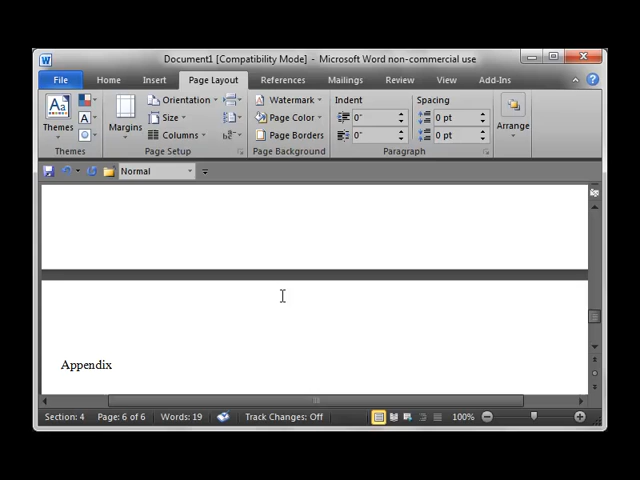 Document1 [Compatibility Mode] - Microsoft Word non-commercial use
File Home Insert Page Layout References Mailings Review View Add-Ins
Themes
Margins
Orientation
Size
Columns
Watermark
Page Color
Page Borders
Indent
0"
0"
Spacing
0 pt
0 pt
Arrange
Themes Page Setup Page Background Paragraph
Normal
Appendix
Section: 4 Page: 6 of 6 Words: 19 Track Changes: Off 100%